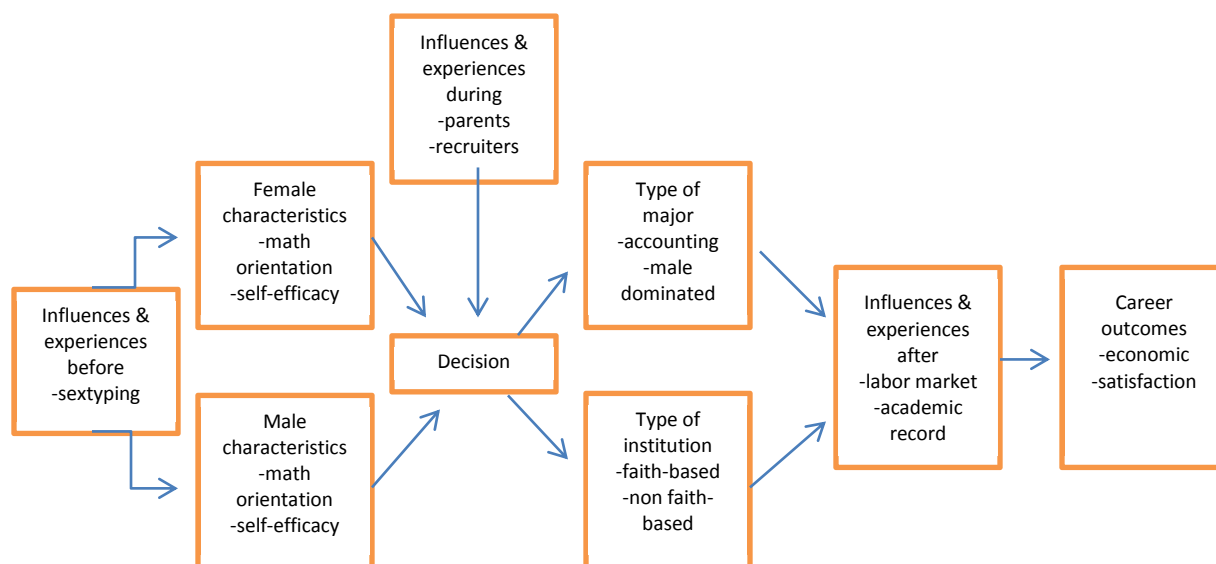 Influences &
experiences
before
-sextyping
Female
characteristics
-math
orientation
-self-efficacy
Male
characteristics
-math
orientation
-self-efficacy
Influences &
experiences
during
-parents
-recruiters
Decision
Type of
major
-accounting
-male
dominated
Type of
institution
-faith-based
-non faith-
based
Influences &
experiences
after
-labor market
-academic
record
Career
outcomes
-economic
-satisfaction